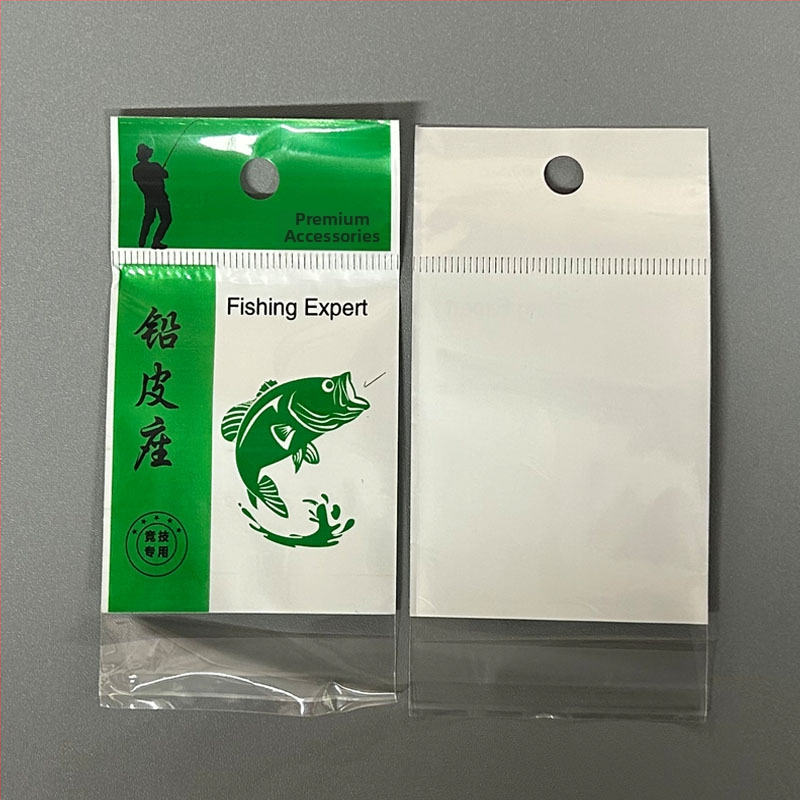 Premium
Accessories
Fishing Expert
铅皮座
竞技
专用